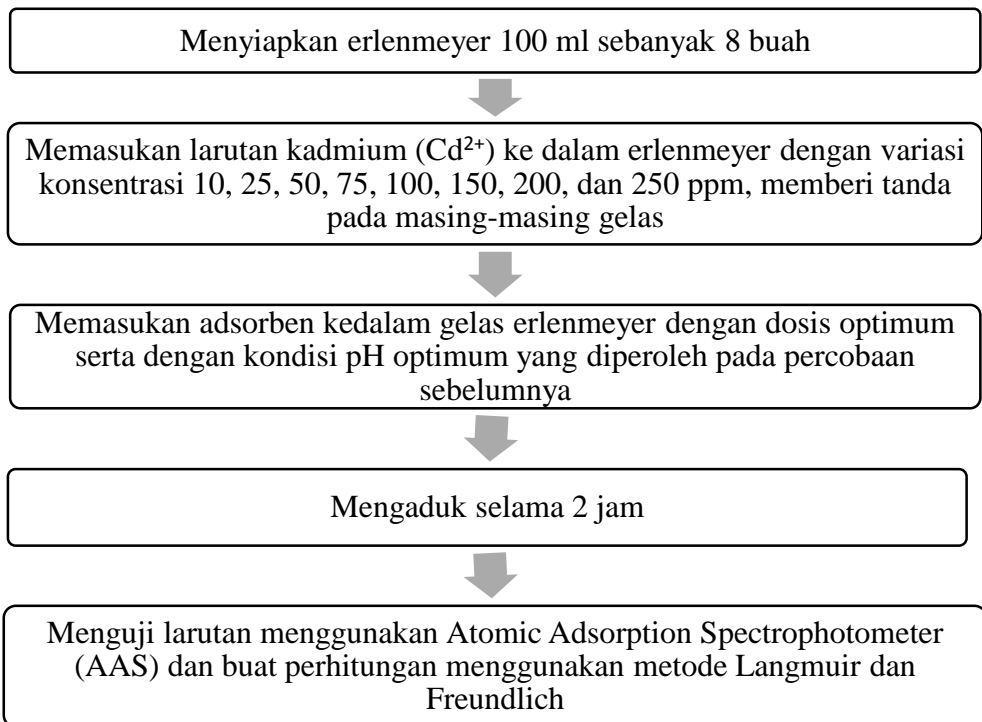 Menyiapkan erlenmeyer 100 ml sebanyak 8 buah
Memasukan larutan kadmium (Cd²⁺) ke dalam erlenmeyer dengan variasi
konsentrasi 10, 25, 50, 75, 100, 150, 200, dan 250 ppm, memberi tanda
pada masing-masing gelas
Memasukan adsorben kedalam gelas erlenmeyer dengan dosis optimum
serta dengan kondisi pH optimum yang diperoleh pada percobaan
sebelumnya
Mengaduk selama 2 jam
Menguji larutan menggunakan Atomic Adsorption Spectrophotometer
(AAS) dan buat perhitungan menggunakan metode Langmuir dan
Freundlich